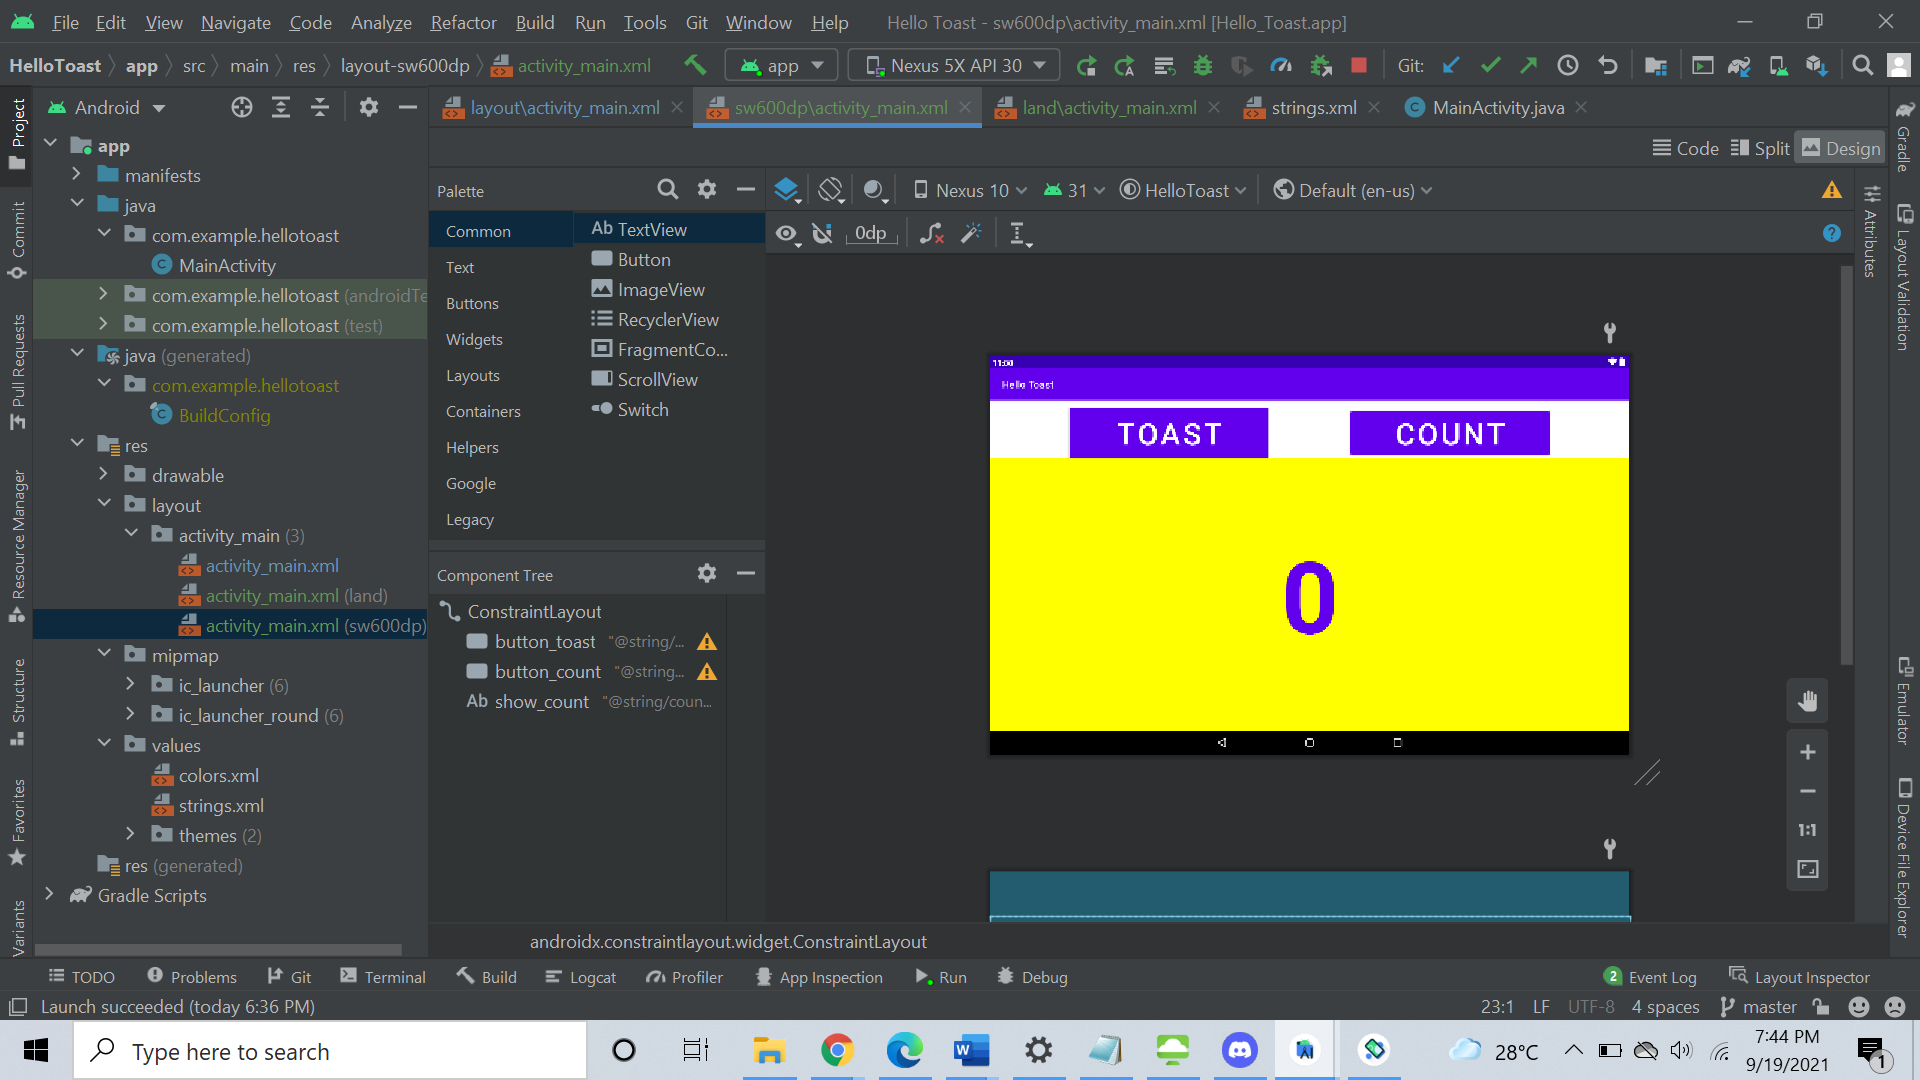 File Edit View Navigate Code Analyze Refactor Build Run Tools Git Window Help Hello Toast - sw600dp\activity_main.xml [Hello_Toast.app]
HelloToast app src main res layout-sw600dp activity_main.xml app Nexus 5X API 30 Git:
Android
layout\activity_main.xml sw600dp\activity_main.xml land\activity_main.xml strings.xml MainActivity.java
Code Split Design
Project
Commit
Pull Requests
Resource Manager
Structure
Favorites
Variants
app
manifests
java
com.example.hellotoast
MainActivity
com.example.hellotoast (androidTe
com.example.hellotoast (test)
java (generated)
com.example.hellotoast
BuildConfig
res
drawable
layout
activity_main (3)
activity_main.xml
activity_main.xml (land)
activity_main.xml (sw600dp)
mipmap
ic_launcher (6)
ic_launcher_round (6)
values
colors.xml
strings.xml
themes (2)
res (generated)
Gradle Scripts
Palette
Common
Text
Buttons
Widgets
Layouts
Containers
Helpers
Google
Legacy
Ab TextView
Button
ImageView
RecyclerView
FragmentCo...
ScrollView
Switch
Component Tree
ConstraintLayout
button_toast "@string/...
button_count "@string...
Ab show_count "@string/coun...
Nexus 10 31 HelloToast Default (en-us)
0dp
11:00
Hello Toast
TOAST COUNT
0
1:1
Gradle
Layout Validation
Attributes
Emulator
Device File Explorer
androidx.constraintlayout.widget.ConstraintLayout
TODO Problems Git Terminal Build Logcat Profiler App Inspection Run Debug 2 Event Log Layout Inspector
Launch succeeded (today 6:36 PM) 23:1 LF UTF-8 4 spaces master
Type here to search
W
AI
28°C
7:44 PM
9/19/2021
1